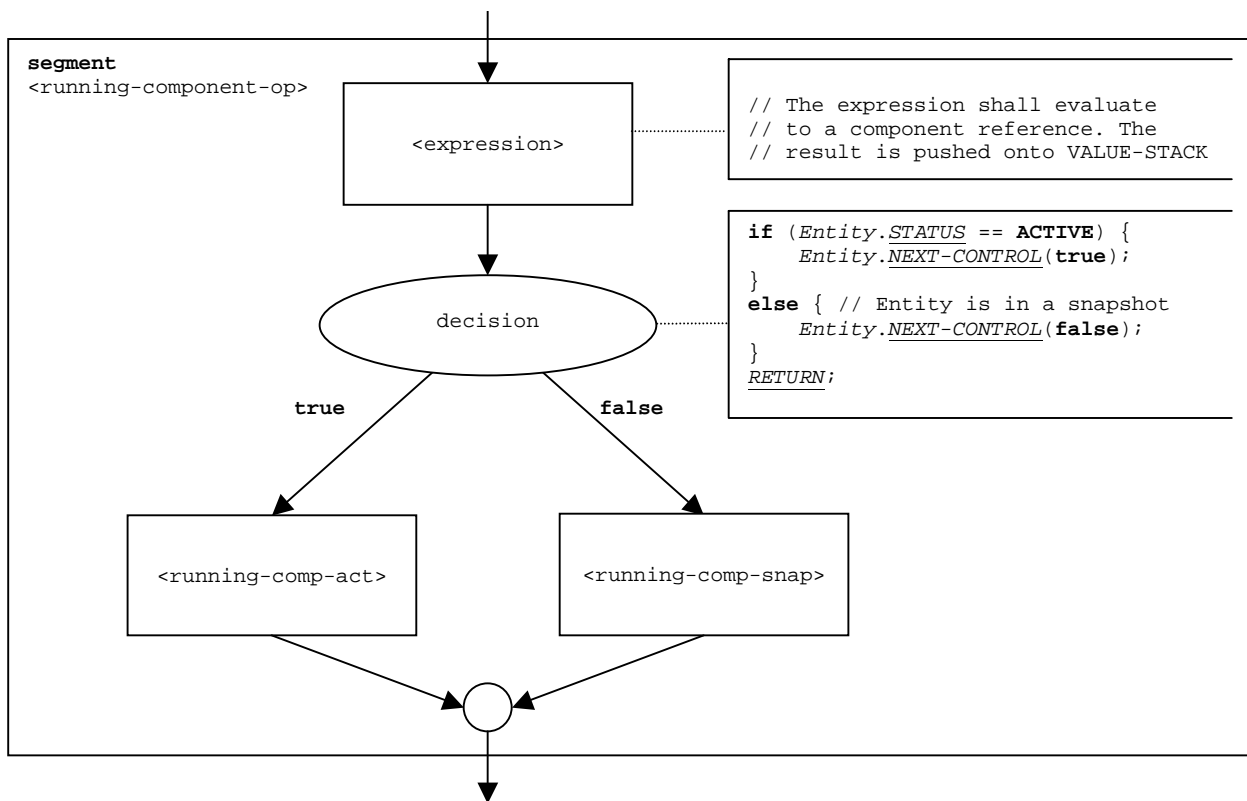 segment
<running-component-op>
<expression>
// The expression shall evaluate
// to a component reference. The
// result is pushed onto VALUE-STACK
decision
if (Entity.STATUS == ACTIVE) {
    Entity.NEXT-CONTROL(true);
}
else { // Entity is in a snapshot
    Entity.NEXT-CONTROL(false);
}
RETURN;
true
false
<running-comp-act>
<running-comp-snap>